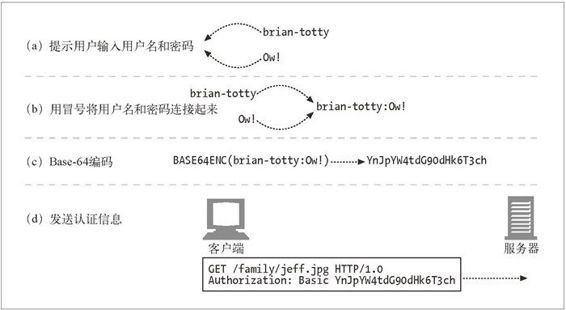 (a) 提示用户输入用户名和密码
brian-totty
Ow!
(b) 用冒号将用户名和密码连接起来
brian-totty
Ow!
brian-totty:Ow!
(c) Base-64编码
BASE64ENC(brian-totty:Ow!)
YnJpYW4tdG90dHk6T3ch
(d) 发送认证信息
客户端
服务器
GET /family/jeff.jpg HTTP/1.0
Authorization: Basic YnJpYW4tdG90dHk6T3ch